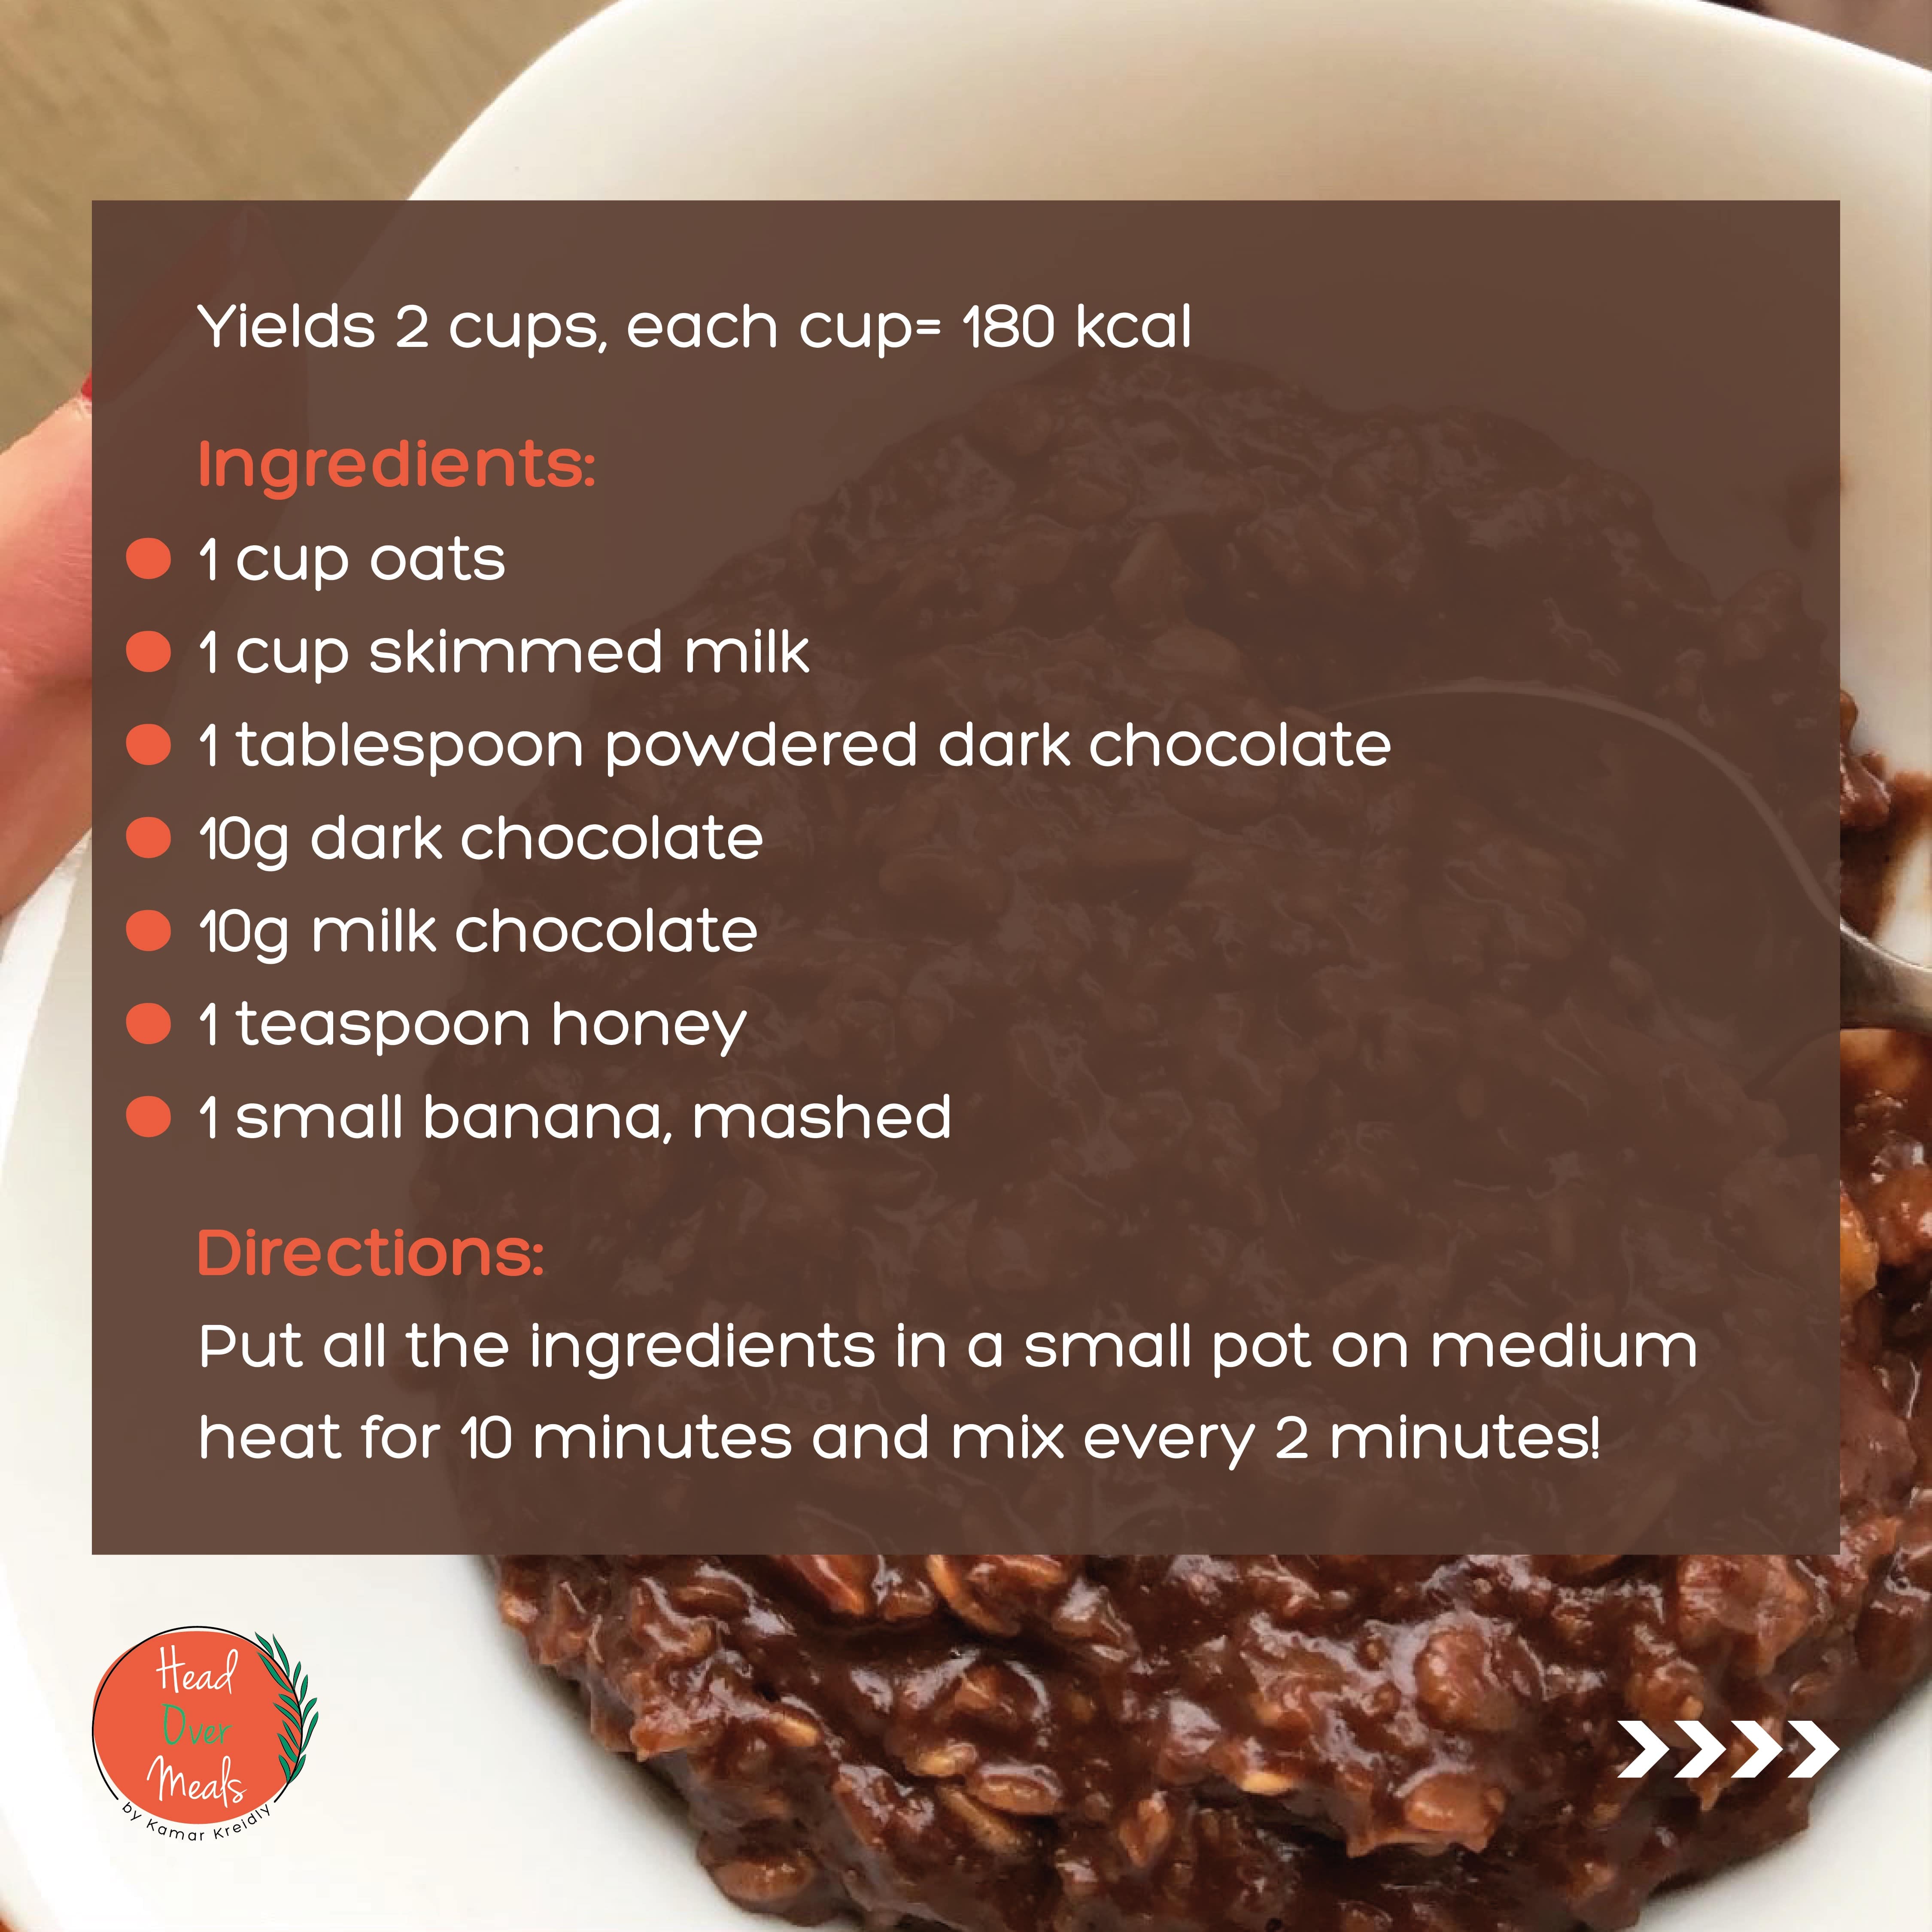 Yields 2 cups, each cup= 180 kcal
Ingredients:
1 cup oats
1 cup skimmed milk
1 tablespoon powdered dark chocolate
10g dark chocolate
10g milk chocolate
1 teaspoon honey
1 small banana, mashed
Directions:
Put all the ingredients in a small pot on medium
heat for 10 minutes and mix every 2 minutes!
Head
Over
Meals
by Kamar Kreidly